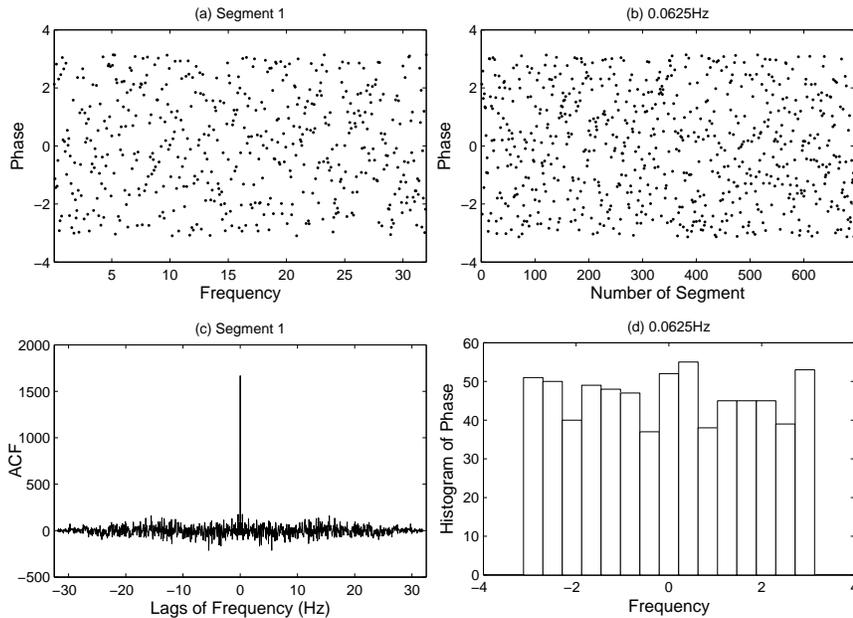 (a) Segment 1
4
2
0
−2
−4
Phase
5 10 15 20 25 30
Frequency
(b) 0.0625Hz
4
2
0
−2
−4
Phase
0 100 200 300 400 500 600
Number of Segment
(c) Segment 1
2000
1500
1000
500
0
−500
ACF
−30 −20 −10 0 10 20 30
Lags of Frequency (Hz)
(d) 0.0625Hz
60
50
40
30
20
10
0
Histogram of Phase
−4 −2 0 2 4
Frequency